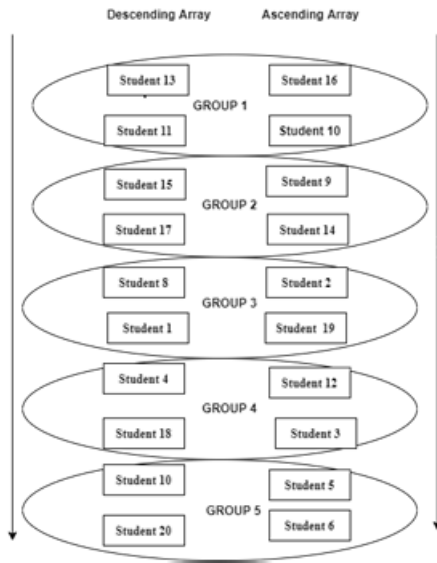 Descending Array Ascending Array
Student 13 Student 16
GROUP 1
Student 11 Student 10
Student 15 Student 9
GROUP 2
Student 17 Student 14
Student 8 Student 2
GROUP 3
Student 1 Student 19
Student 4 Student 12
GROUP 4
Student 18 Student 3
Student 10 Student 5
GROUP 5
Student 20 Student 6